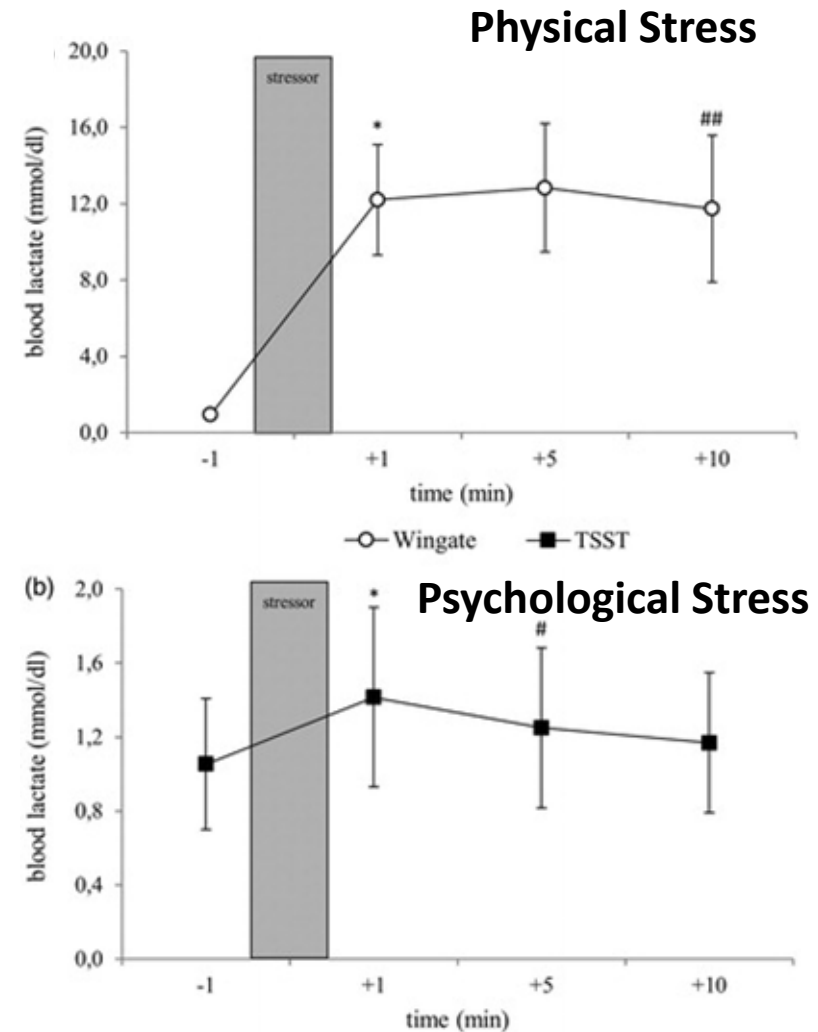 Physical Stress
20,0
stressor
16,0
*
##
12,0
8,0
4,0
0,0
blood lactate (mmol/dl)
-1 +1 +5 +10
time (min)
Wingate TSST
(b)
Psychological Stress
2,0
stressor
*
#
1,6
1,2
0,8
0,4
0,0
blood lactate (mmol/dl)
-1 +1 +5 +10
time (min)